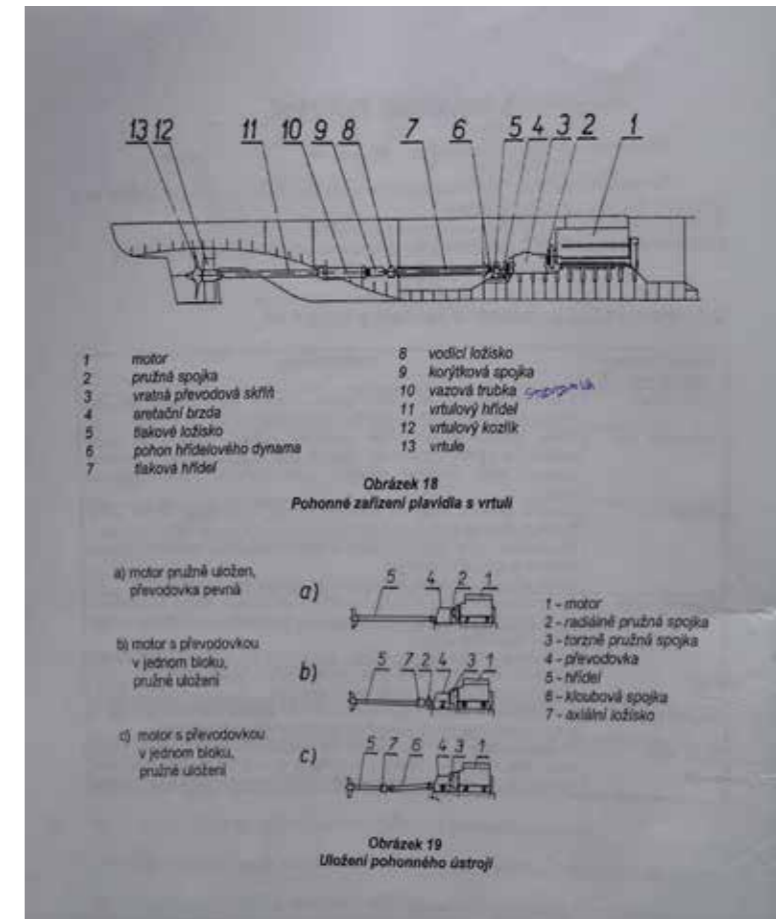 13 12 11 10 9 8 7 6 5 4 3 2 1
1 motor
2 pružná spojka
3 vratná převodová skříň
4 aretační brzda
5 tlakové ložisko
6 pohon hřídelového dynama
7 tlaková hřídel
8 vodící ložisko
9 korýtková spojka
10 vazová trubka
11 vrtulový hřídel
12 vrtulový kozlík
13 vrtule
Obrázek 18
Pohonné zařízení plavidla s vrtulí
a) motor pružně uložen,
převodovka pevná
a)
5 4 2 1
b) motor s převodovkou
v jednom bloku,
pružné uložení
b)
5 7 2 4 3 1
c) motor s převodovkou
v jednom bloku,
pružné uložení
c)
5 7 6 4 3 1
1 - motor
2 - radiálně pružná spojka
3 - torzně pružná spojka
4 - převodovka
5 - hřídel
6 - kloubová spojka
7 - axiální ložisko
Obrázek 19
Uložení pohonného ústrojí